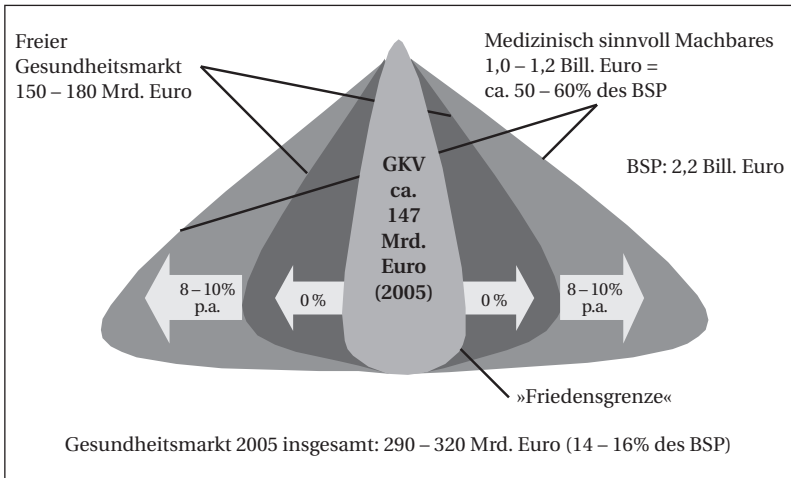 Freier
Gesundheitsmarkt
150 – 180 Mrd. Euro
Medizinisch sinnvoll Machbares
1,0 – 1,2 Bill. Euro =
ca. 50 – 60% des BSP
BSP: 2,2 Bill. Euro
GKV
ca.
147
Mrd.
Euro
(2005)
8 – 10%
p.a.
0 %
0 %
8 – 10%
p.a.
»Friedensgrenze«
Gesundheitsmarkt 2005 insgesamt: 290 – 320 Mrd. Euro (14 – 16% des BSP)